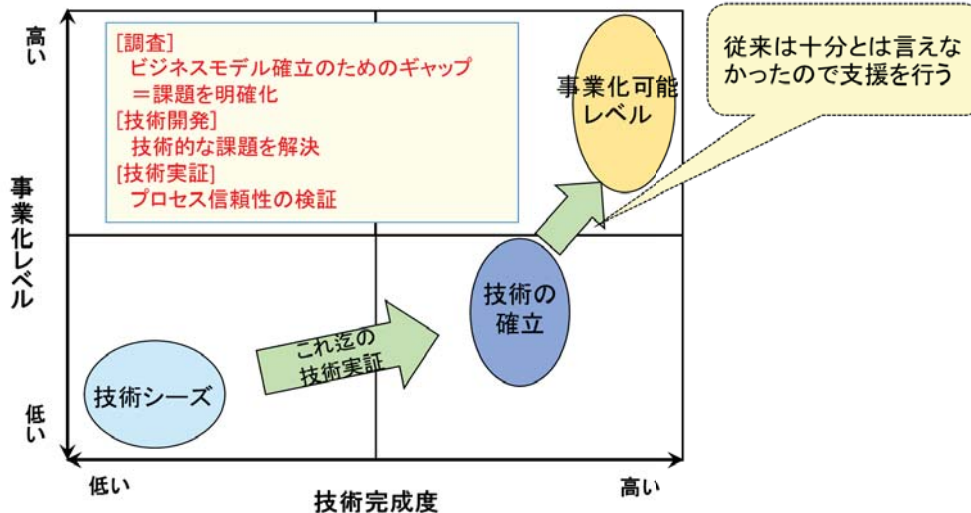 高い
[調査]
ビジネスモデル確立のためのギャップ
＝課題を明確化
[技術開発]
技術的な課題を解決
[技術実証]
プロセス信頼性の検証
事業化可能
レベル
従来は十分とは言えな
かったので支援を行う
事業化レベル
技術の
確立
これ迄の
技術実証
技術シーズ
低い
低い
技術完成度
高い